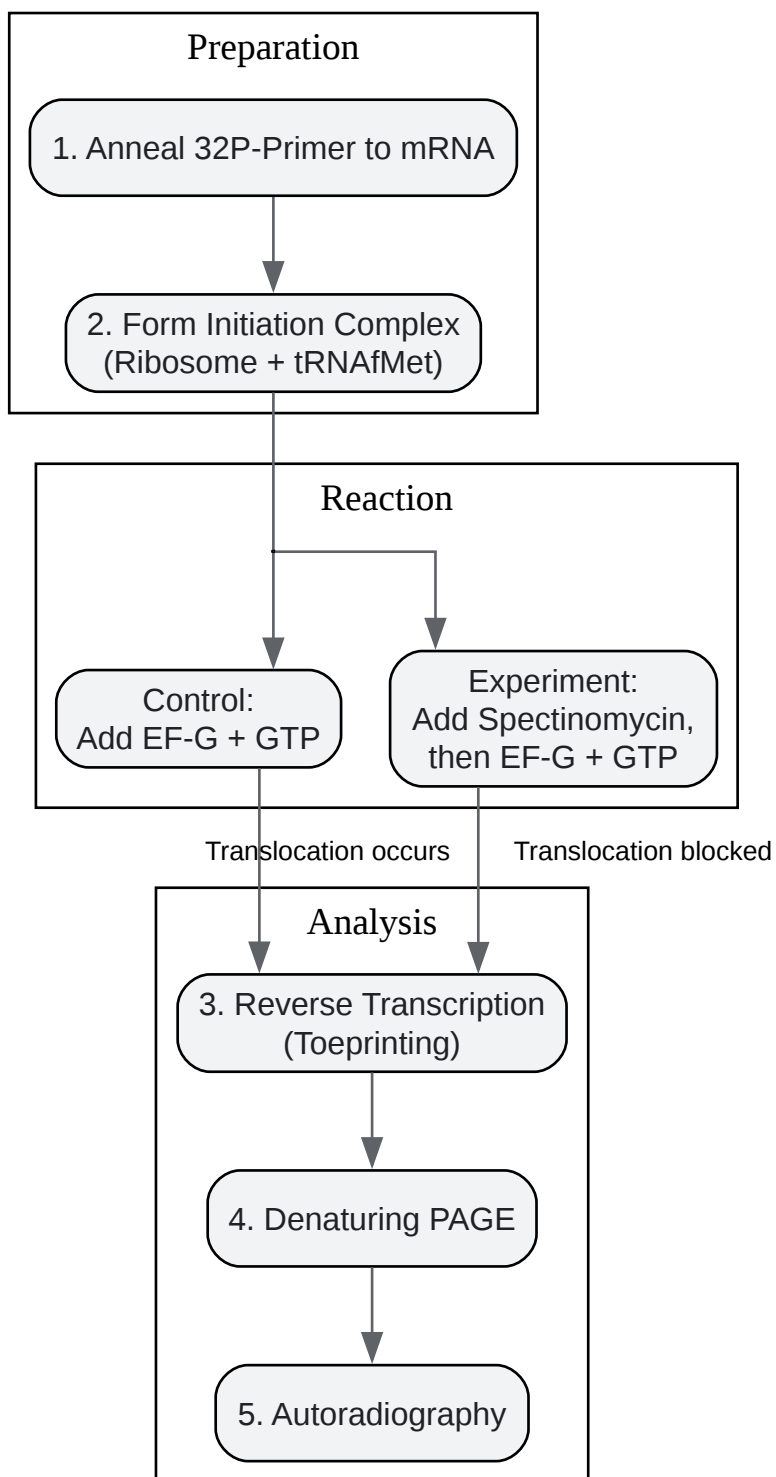 Preparation
1. Anneal 32P-Primer to mRNA
2. Form Initiation Complex
(Ribosome + tRNAfMet)
Reaction
Control:
Add EF-G + GTP
Experiment:
Add Spectinomycin,
then EF-G + GTP
Translocation occurs
Translocation blocked
Analysis
3. Reverse Transcription
(Toeprinting)
4. Denaturing PAGE
5. Autoradiography